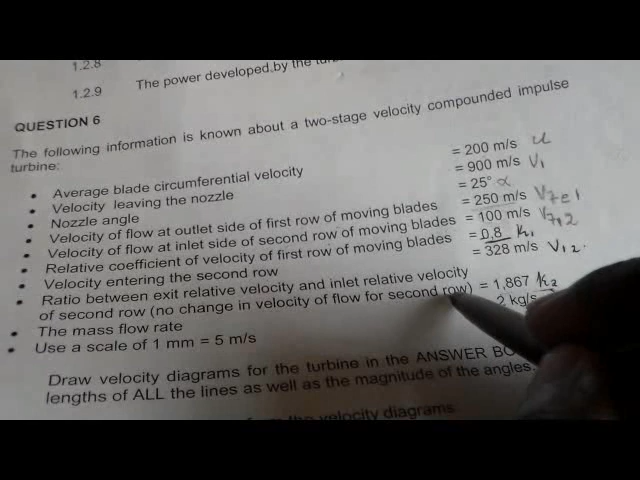 1.2.8
1.2.9 The power developed by the
QUESTION 6
The following information is known about a two-stage velocity compounded impulse
turbine:
• Average blade circumferential velocity = 200 m/s u
• Velocity leaving the nozzle = 900 m/s V1
• Nozzle angle = 25° α
• Velocity of flow at outlet side of first row of moving blades = 250 m/s
• Velocity of flow at inlet side of second row of moving blades = 100 m/s
• Relative coefficient of velocity of first row of moving blades = 0,8 k1
• Velocity entering the second row = 328 m/s
• Ratio between exit relative velocity and inlet relative velocity
of second row (no change in velocity of flow for second row) = 1,867 k2
• The mass flow rate 2 kg/s
• Use a scale of 1 mm = 5 m/s
Draw velocity diagrams for the turbine in the ANSWER
lengths of ALL the lines as well as the magnitude of the angles.
the velocity diagrams